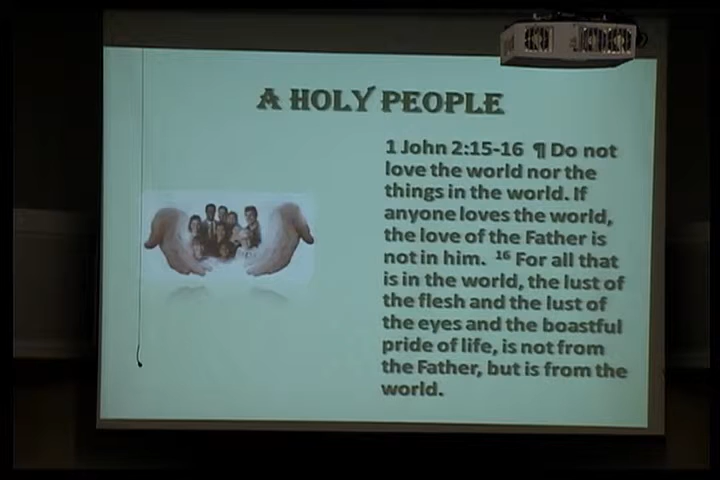 A HOLY PEOPLE
1 John 2:15-16 ¶ Do not
love the world nor the
things in the world. If
anyone loves the world,
the love of the Father is
not in him. 16 For all that
is in the world, the lust of
the flesh and the lust of
the eyes and the boastful
pride of life, is not from
the Father, but is from the
world.